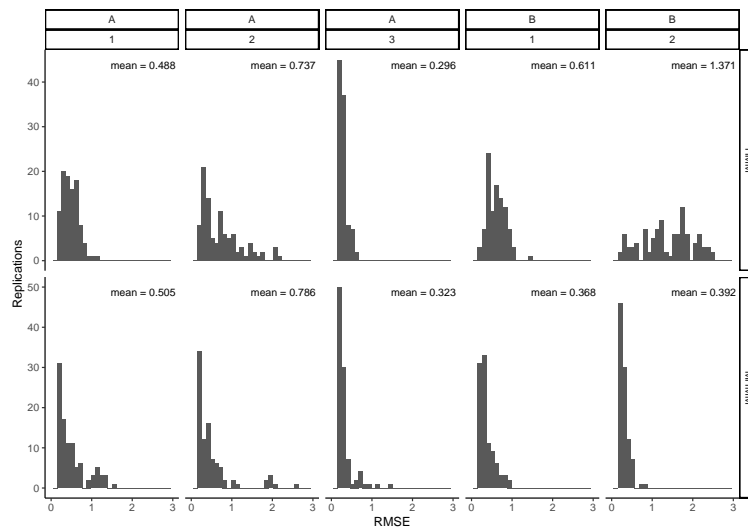 A A A B B
1 2 3 1 2
mean = 0.488 mean = 0.737 mean = 0.296 mean = 0.611 mean = 1.371
40
30
20
10
0
mean = 0.505 mean = 0.786 mean = 0.323 mean = 0.368 mean = 0.392
50
40
30
20
10
0
Replications
0 1 2 3 0 1 2 3 0 1 2 3 0 1 2 3 0 1 2 3
RMSE